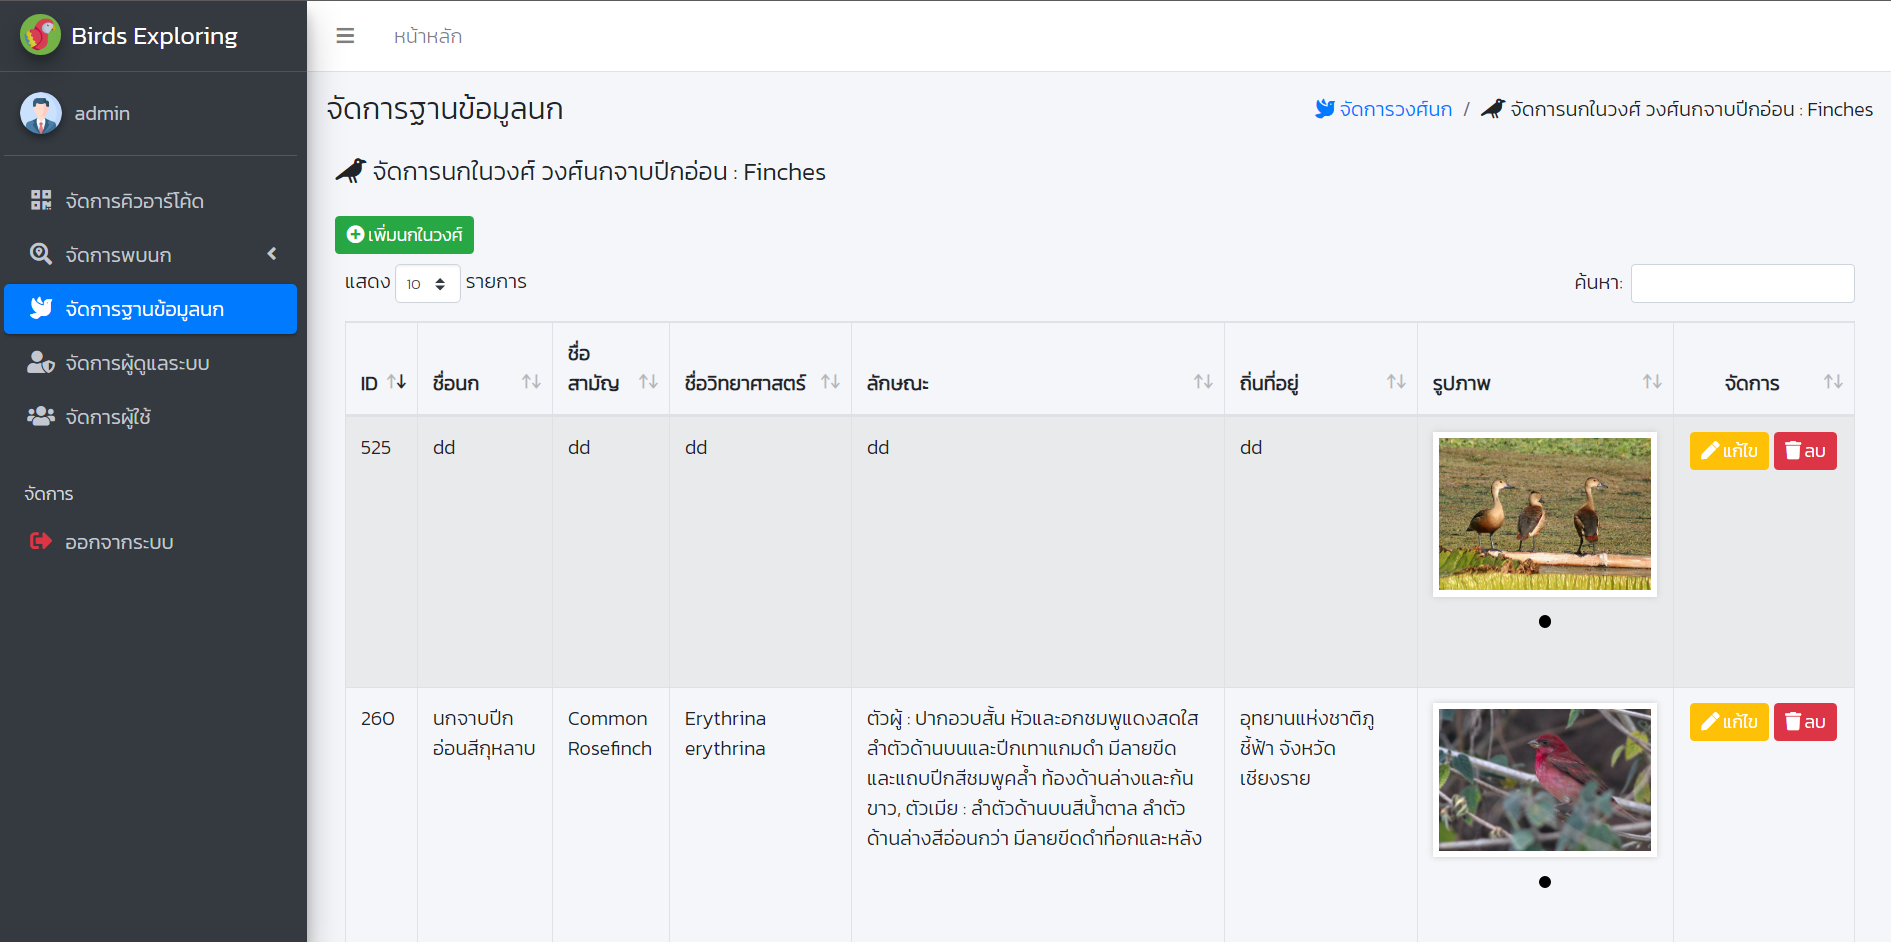 Birds Exploring
หน้าหลัก
admin
จัดการคิวอาร์โค้ด
จัดการพบนก
จัดการฐานข้อมูลนก
จัดการผู้ดูแลระบบ
จัดการผู้ใช้
จัดการ
ออกจากระบบ
จัดการฐานข้อมูลนก
จัดการวงศ์นก / จัดการนกในวงศ์ วงศ์นกจาบปีกอ่อน : Finches
จัดการนกในวงศ์ วงศ์นกจาบปีกอ่อน : Finches
เพิ่มนกในวงศ์
แสดง 10 รายการ
ค้นหา:
ID ชื่อนก ชื่อ
สามัญ ชื่อวิทยาศาสตร์ ลักษณะ ถิ่นที่อยู่ รูปภาพ จัดการ
525 dd dd dd dd dd แก้ไข ลบ
260 นกจาบปีก
อ่อนสีกุหลาบ
Common
Rosefinch
Erythrina
erythrina
ตัวผู้ : ปากอวบสั้น หัวและอกชมพูแดงสดใส
ลำตัวด้านบนและปีกเทาแกมดำ มีลายขีด
และแถบปีกสีชมพูคล้ำ ท้องด้านล่างและก้น
ขาว, ตัวเมีย : ลำตัวด้านบนสีน้ำตาล ลำตัว
ด้านล่างสีอ่อนกว่า มีลายขีดดำที่อกและหลัง
อุทยานแห่งชาติภู
ชี้ฟ้า จังหวัด
เชียงราย
แก้ไข ลบ